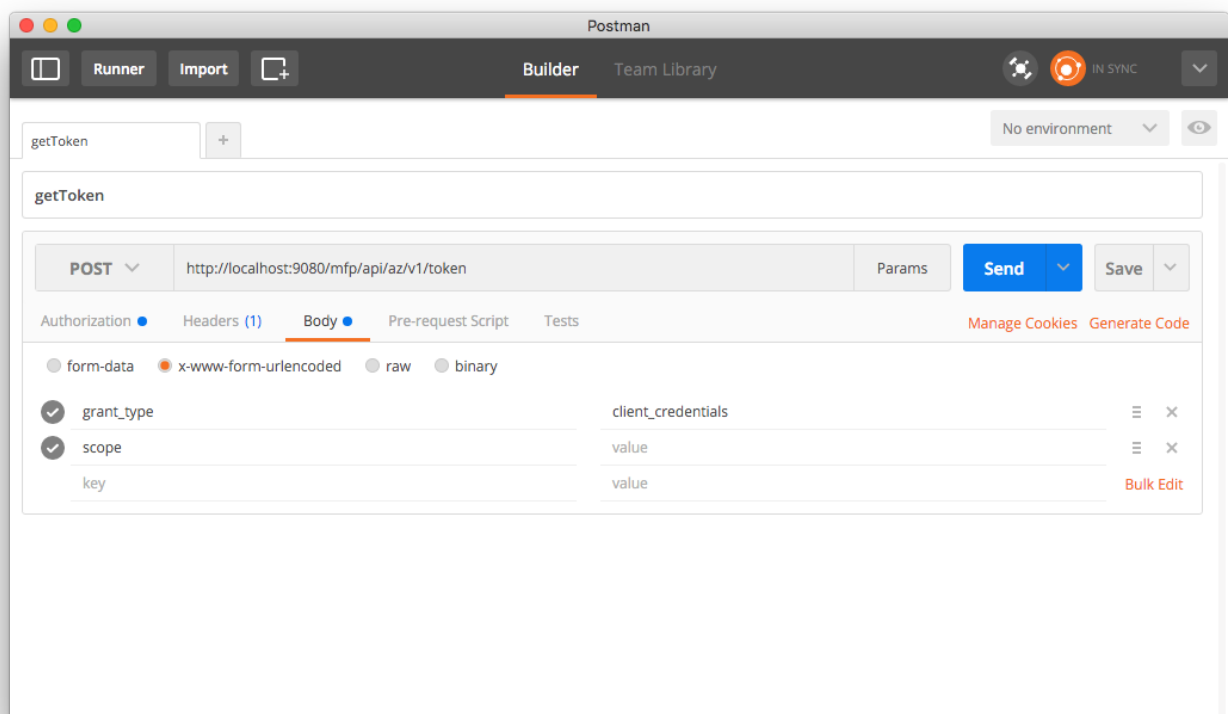 Postman
Runner Import Builder Team Library IN SYNC
getToken + No environment
getToken
POST http://localhost:9080/mfp/api/az/v1/token Params Send Save
Authorization Headers (1) Body Pre-request Script Tests Manage Cookies Generate Code
form-data x-www-form-urlencoded raw binary
grant_type client_credentials
scope value
key value Bulk Edit